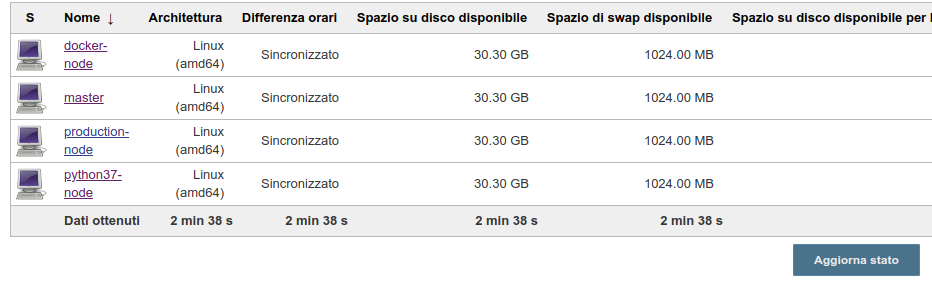 S Nome ↓ Architettura Differenza orari Spazio su disco disponibile Spazio di swap disponibile Spazio su disco disponibile per
docker- Linux
node (amd64) Sincronizzato 30.30 GB 1024.00 MB
master Linux
(amd64) Sincronizzato 30.30 GB 1024.00 MB
production- Linux
node (amd64) Sincronizzato 30.30 GB 1024.00 MB
python37- Linux
node (amd64) Sincronizzato 30.30 GB 1024.00 MB
Dati ottenuti 2 min 38 s 2 min 38 s 2 min 38 s 2 min 38 s
Aggiorna stato